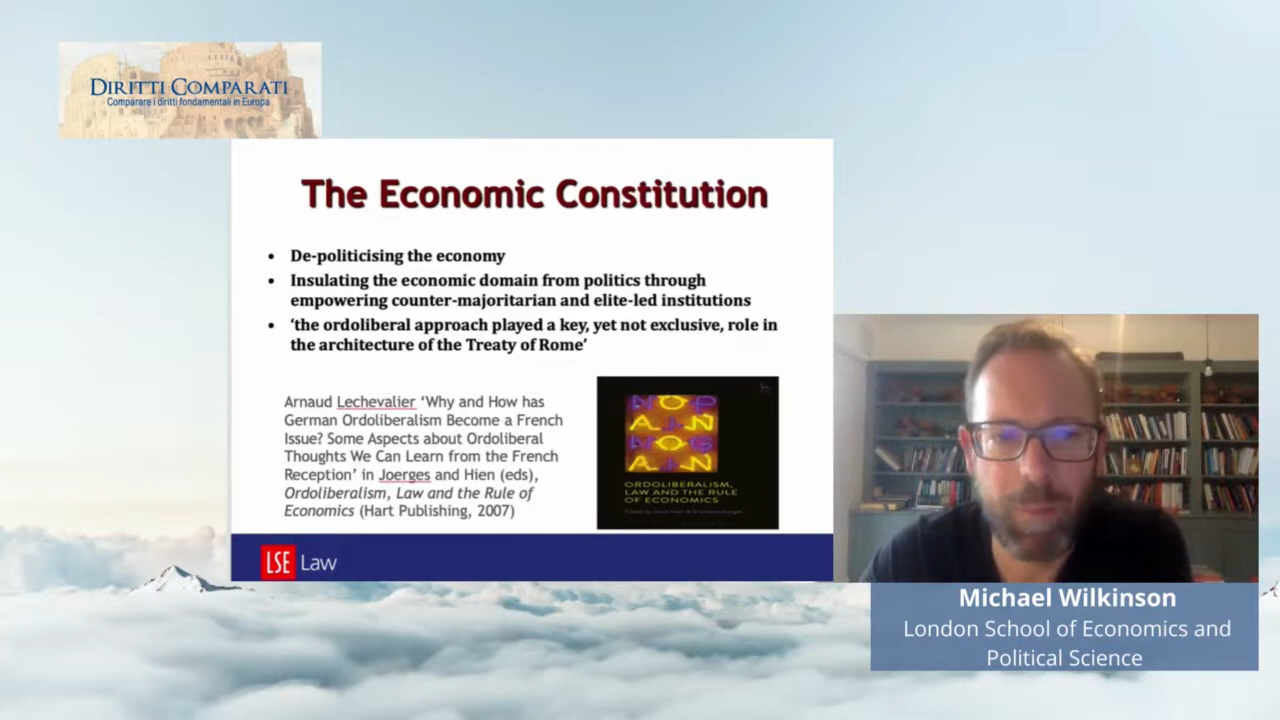 DIRITTI COMPARATI
Comparare i diritti fondamentali in Europa
The Economic Constitution
• De-politicising the economy
• Insulating the economic domain from politics through
empowering counter-majoritarian and elite-led institutions
• ‘the ordoliberal approach played a key, yet not exclusive, role in
the architecture of the Treaty of Rome’
Arnaud Lechevalier ‘Why and How has
German Ordoliberalism Become a French
Issue? Some Aspects about Ordoliberal
Thoughts We Can Learn from the French
Reception’ in Joerges and Hien (eds),
Ordoliberalism, Law and the Rule of
Economics (Hart Publishing, 2007)
ORDOLIBERALISM,
LAW AND THE RULE
OF ECONOMICS
LSE Law
Michael Wilkinson
London School of Economics and
Political Science